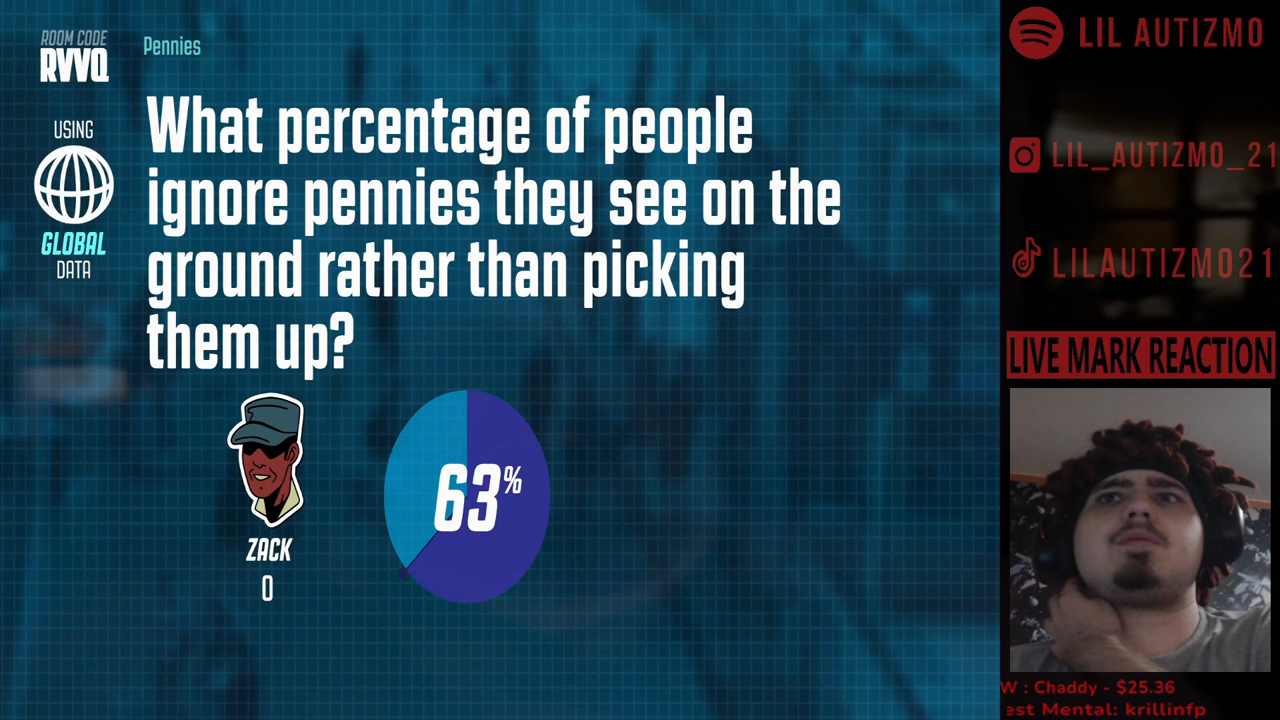 ROOM CODE
RVVQ
Pennies
USING
GLOBAL
DATA
What percentage of people
ignore pennies they see on the
ground rather than picking
them up?
63%
ZACK
0
LIL AUTIZMO
LIL_AUTIZMO_21
LILAUTIZMO21
LIVE MARK REACTION
W : Chaddy - $25.36
est Mental: krillinfp